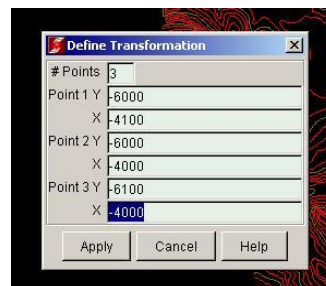 Define Transformation
# Points 3
Point 1 Y -6000
X -4100
Point 2 Y -6000
X -4000
Point 3 Y -6100
X -4000
Apply Cancel Help